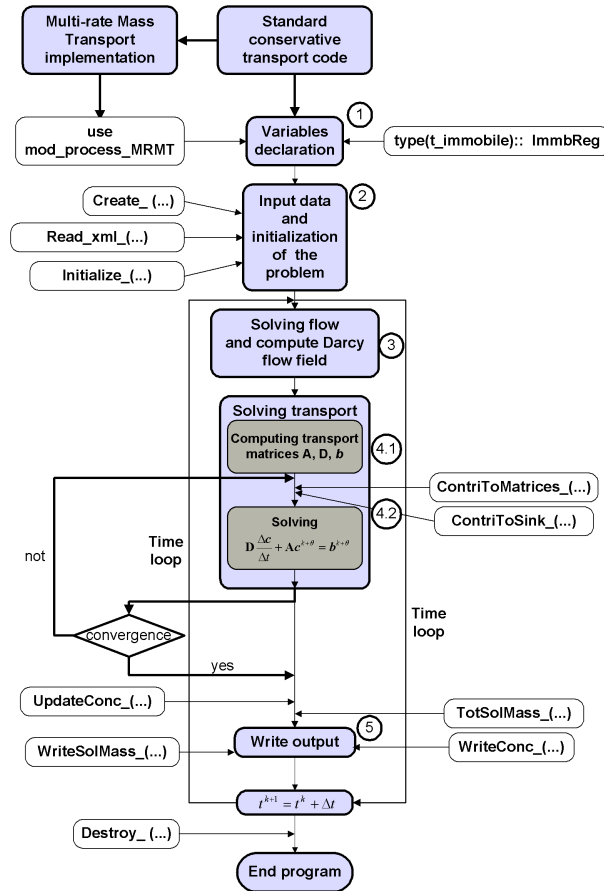 Multi-rate Mass
Transport
implementation
Standard
conservative
transport code
1
use
mod_process_MRMT
Variables
declaration
type(t_immobile):: ImmbReg
2
Create_ (...)
Read_xml_(...)
Initialize_(...)
Input data
and
initialization
of the
problem
Solving flow
and compute Darcy
flow field
3
Solving transport
Computing transport
matrices A, D, b
4.1
ContriToMatrices_(...)
4.2
ContriToSink_(...)
Solving
D Δc/Δt + Ac^{k+θ} = b^{k+θ}
not
Time
loop
Time
loop
convergence
yes
UpdateConc_(...)
TotSolMass_(...)
5
WriteSolMass_(...)
Write output
WriteConc_(...)
t^{k+1} = t^k + Δt
Destroy_ (...)
End program